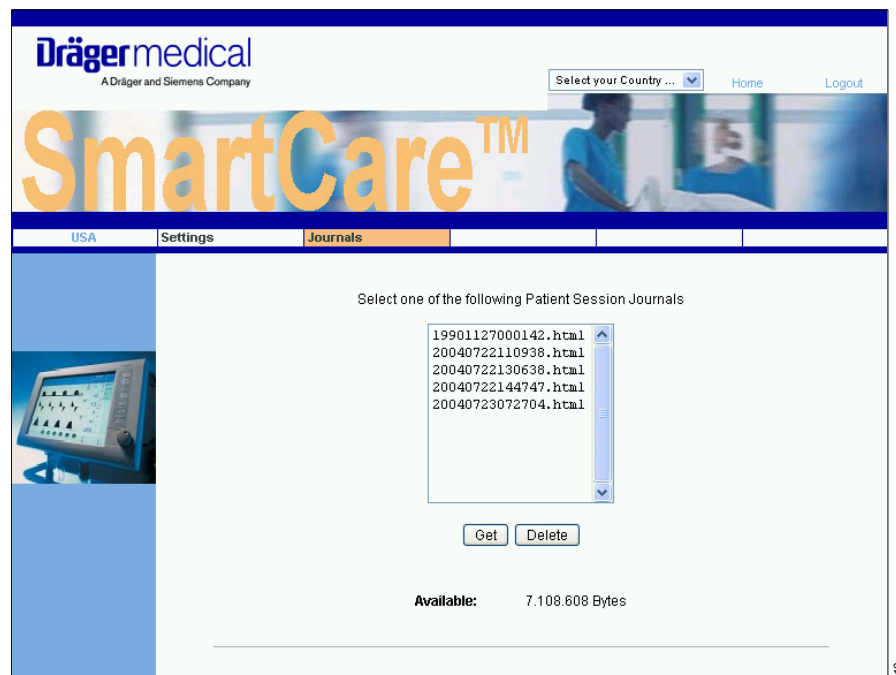 Drägermedical
A Dräger and Siemens Company
Select your Country ...
Home
Logout
SmartCare™
USA
Settings
Journals
Select one of the following Patient Session Journals
19901127000142.html
20040722110938.html
20040722130638.html
20040722144747.html
20040723072704.html
Get
Delete
Available: 7.108.608 Bytes